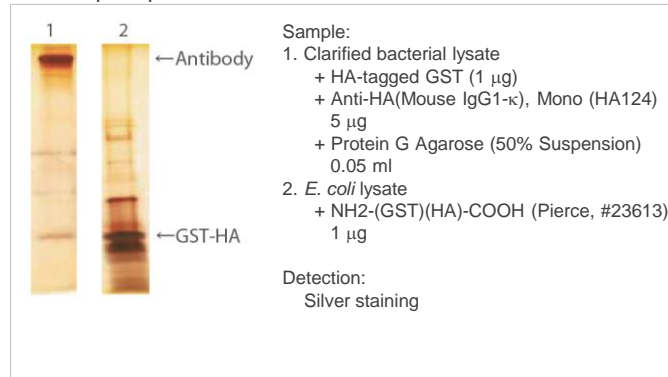 1 2
←Antibody
←GST-HA
Sample:
1. Clarified bacterial lysate
+ HA-tagged GST (1 μg)
+ Anti-HA(Mouse IgG1-κ), Mono (HA124)
5 μg
+ Protein G Agarose (50% Suspension)
0.05 ml
2. E. coli lysate
+ NH2-(GST)(HA)-COOH (Pierce, #23613)
1 μg
Detection:
Silver staining